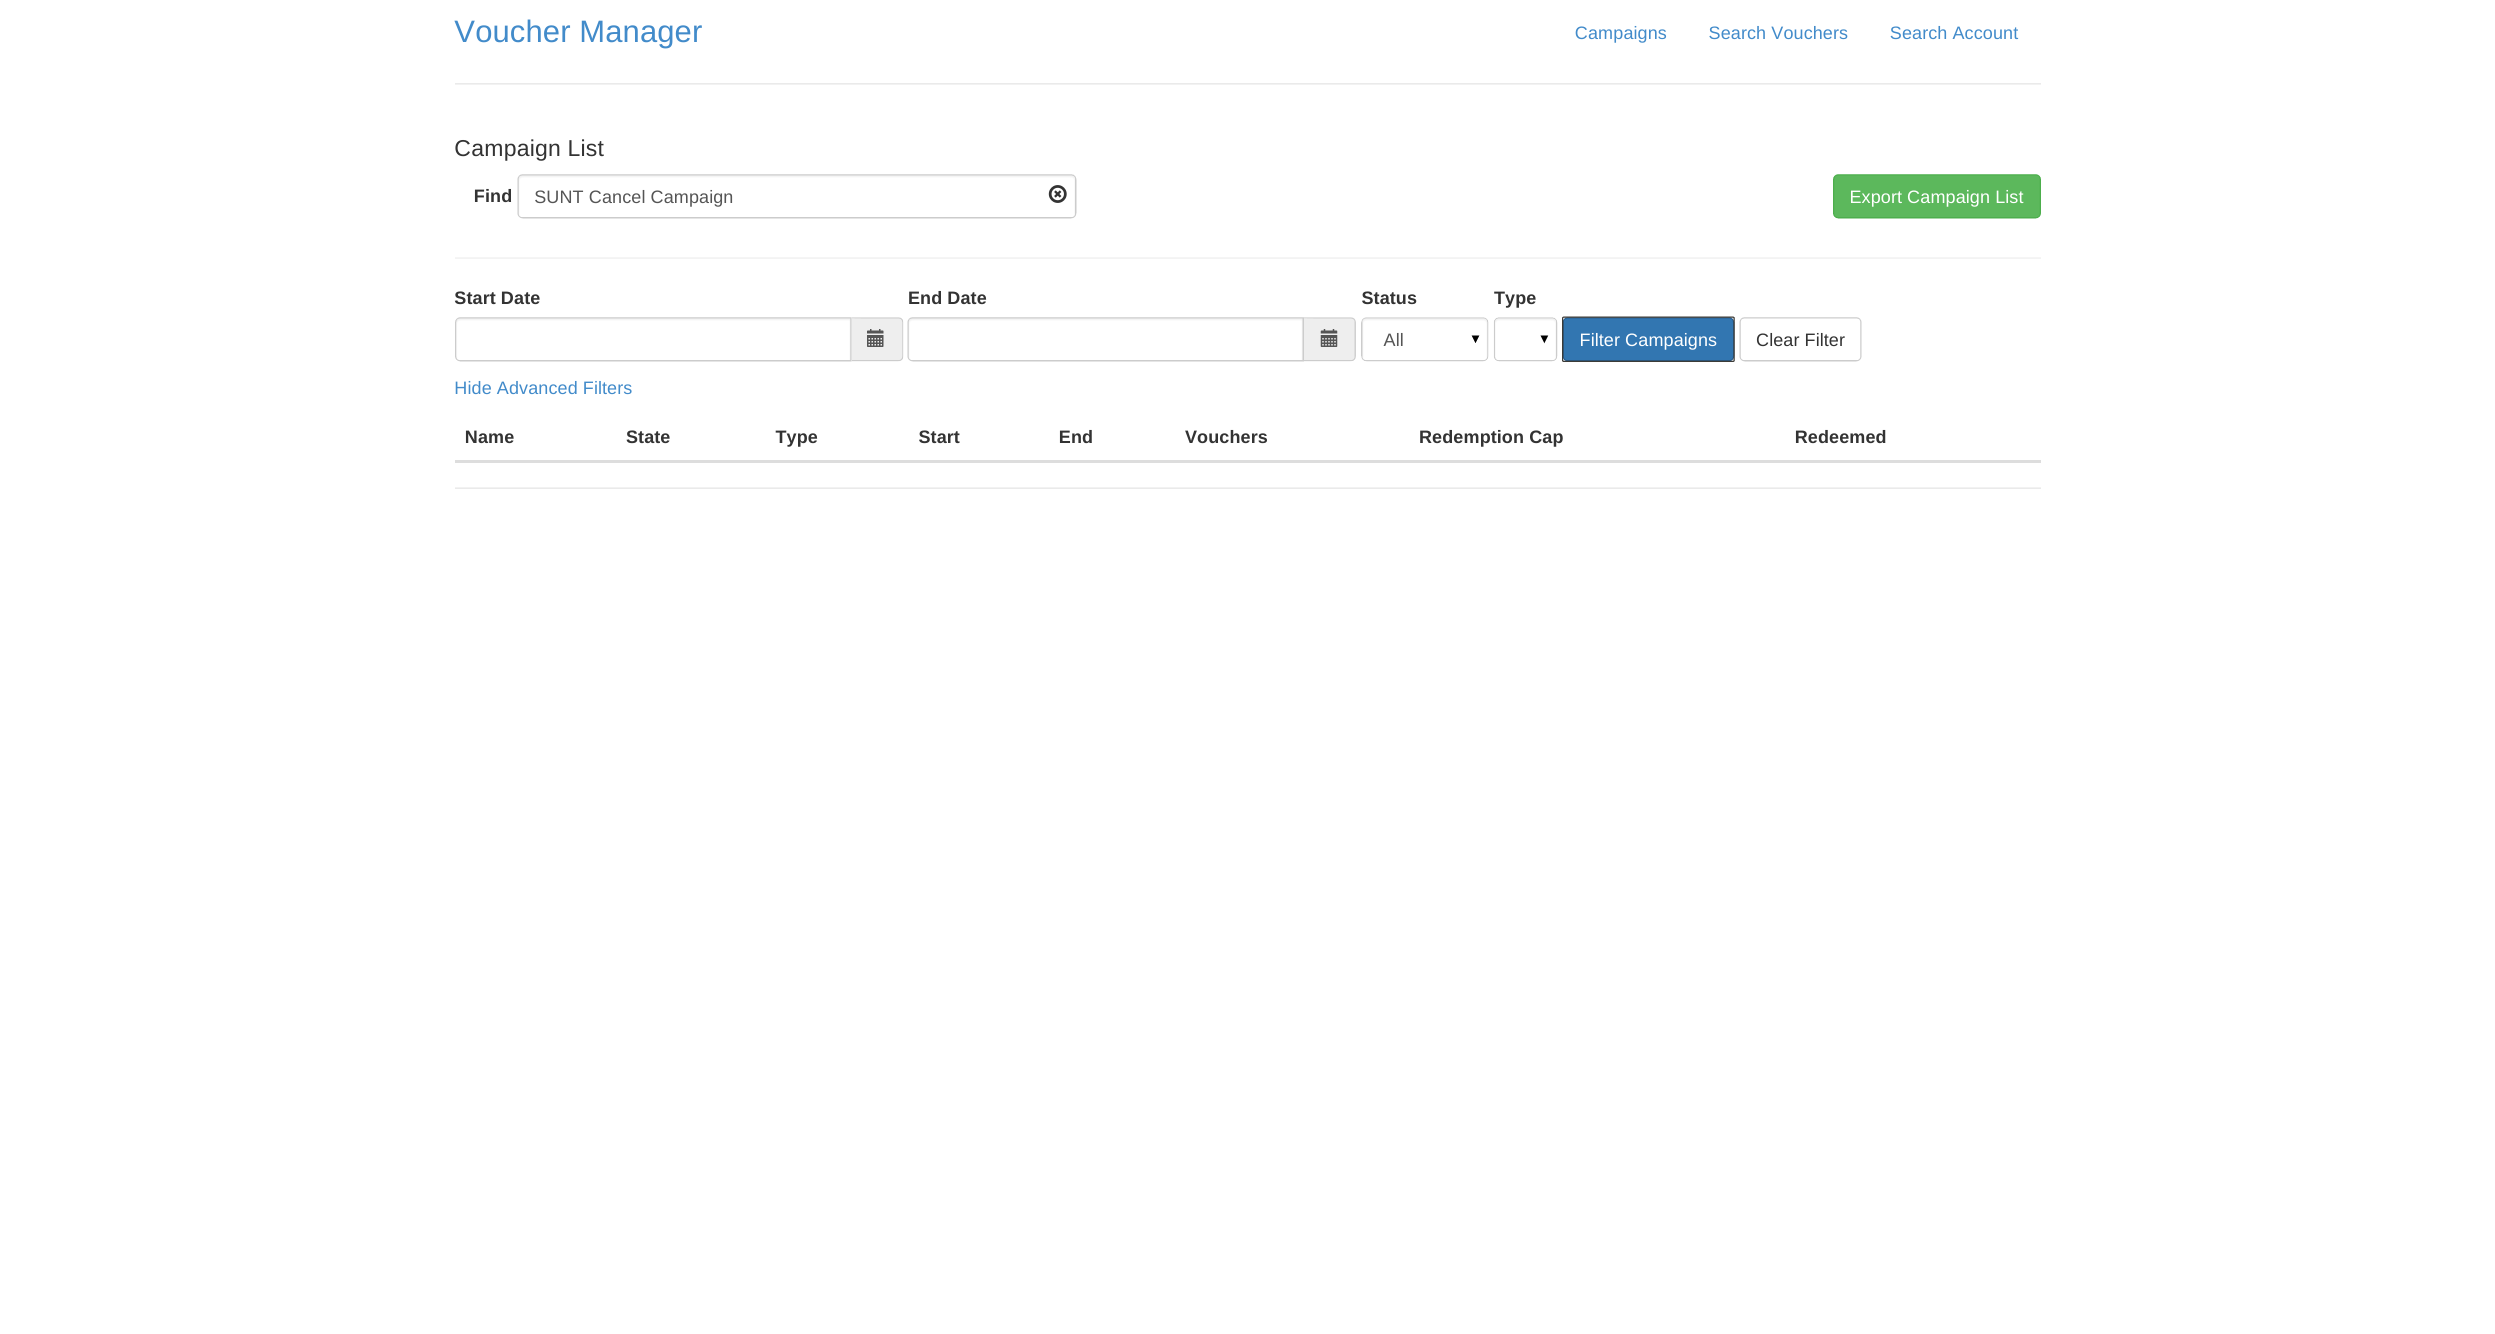 Voucher Manager Campaigns Search Vouchers Search Account
Campaign List
Find SUNT Cancel Campaign Export Campaign List
Start Date End Date Status Type
All Filter Campaigns Clear Filter
Hide Advanced Filters
Name State Type Start End Vouchers Redemption Cap Redeemed